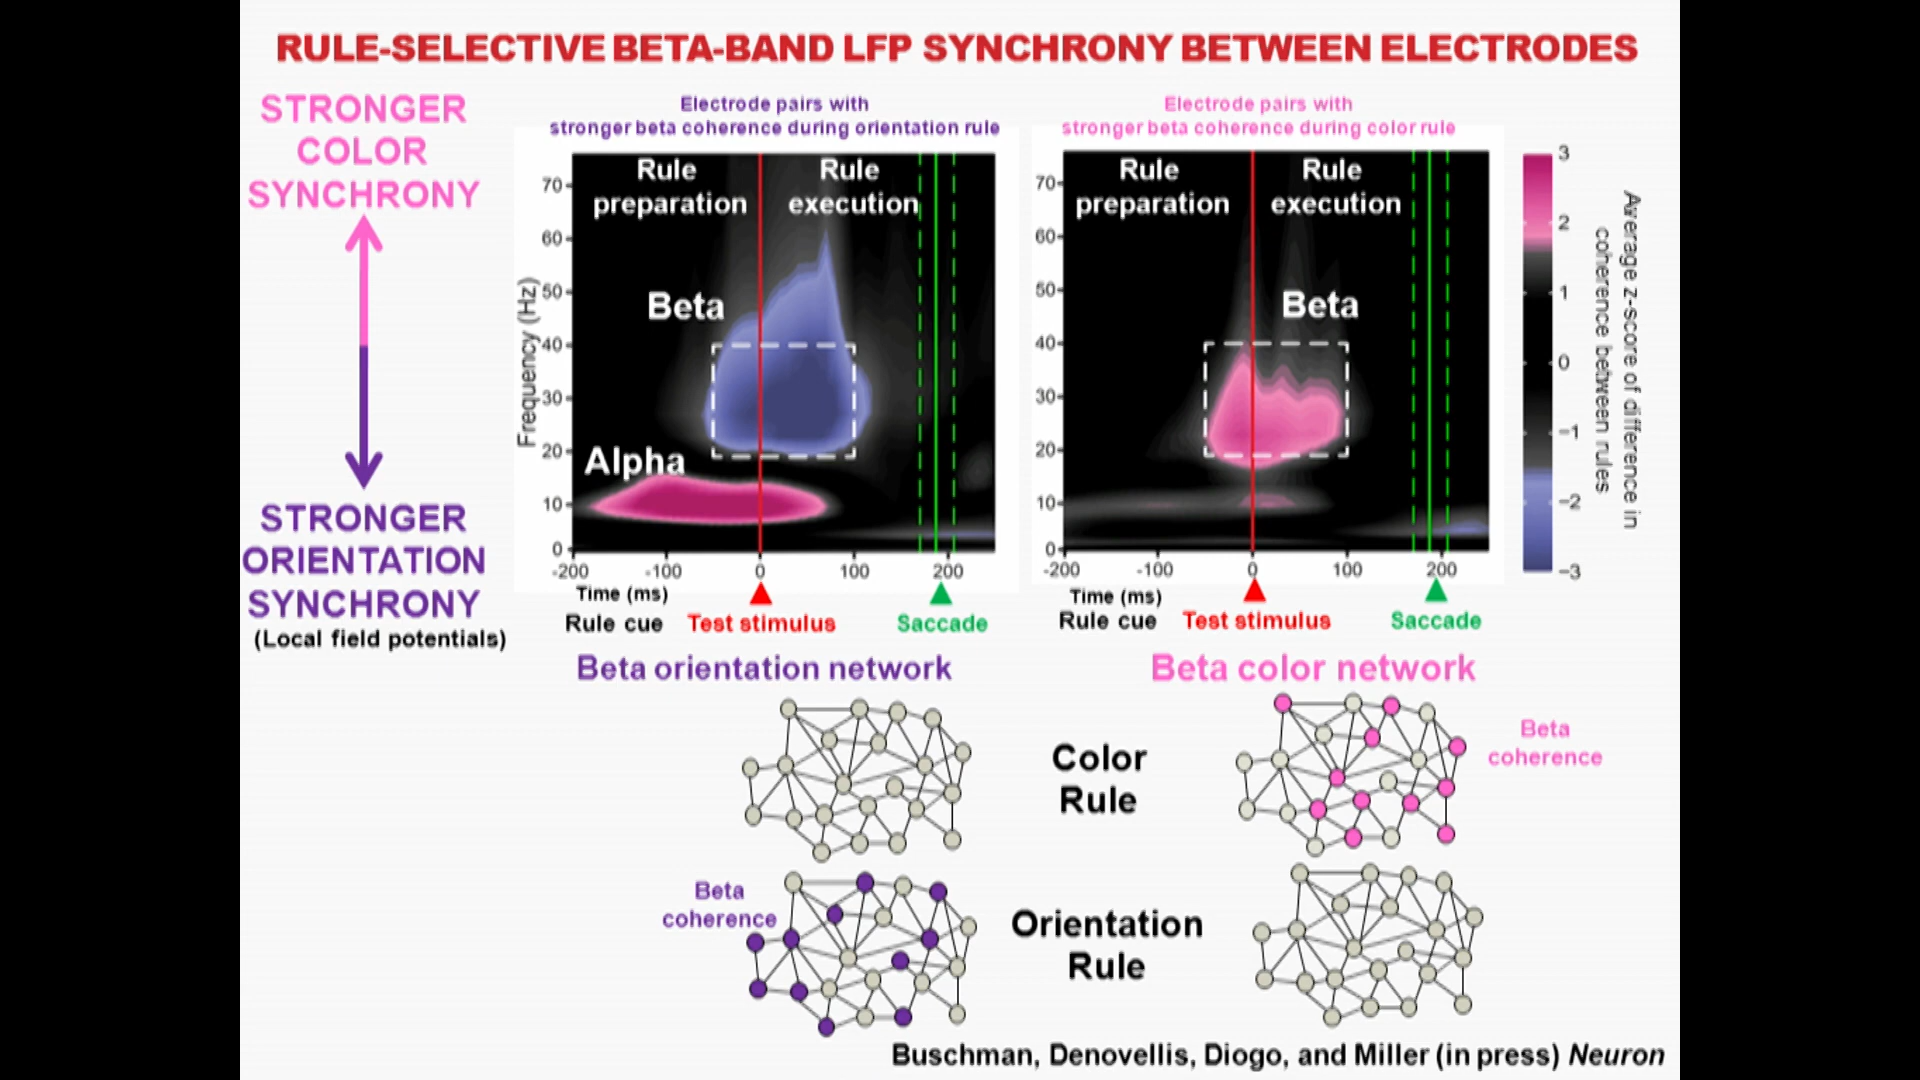 RULE-SELECTIVE BETA-BAND LFP SYNCHRONY BETWEEN ELECTRODES
STRONGER
COLOR
SYNCHRONY
STRONGER
ORIENTATION
SYNCHRONY
(Local field potentials)
Electrode pairs with
stronger beta coherence during orientation rule
Rule
preparation
Rule
execution
Beta
Alpha
Frequency (Hz)
70
60
50
40
30
20
10
0
-200
-100
0
100
200
Time (ms)
Rule cue
Test stimulus
Saccade
Electrode pairs with
stronger beta coherence during color rule
Rule
preparation
Rule
execution
Beta
70
60
50
40
30
20
10
0
-200
-100
0
100
200
Time (ms)
Rule cue
Test stimulus
Saccade
3
2
1
0
−1
−2
−3
Average z-score of difference in
coherence between rules
Beta orientation network
Beta color network
Color
Rule
Beta
coherence
Beta
coherence
Orientation
Rule
Buschman, Denovellis, Diogo, and Miller (in press) Neuron